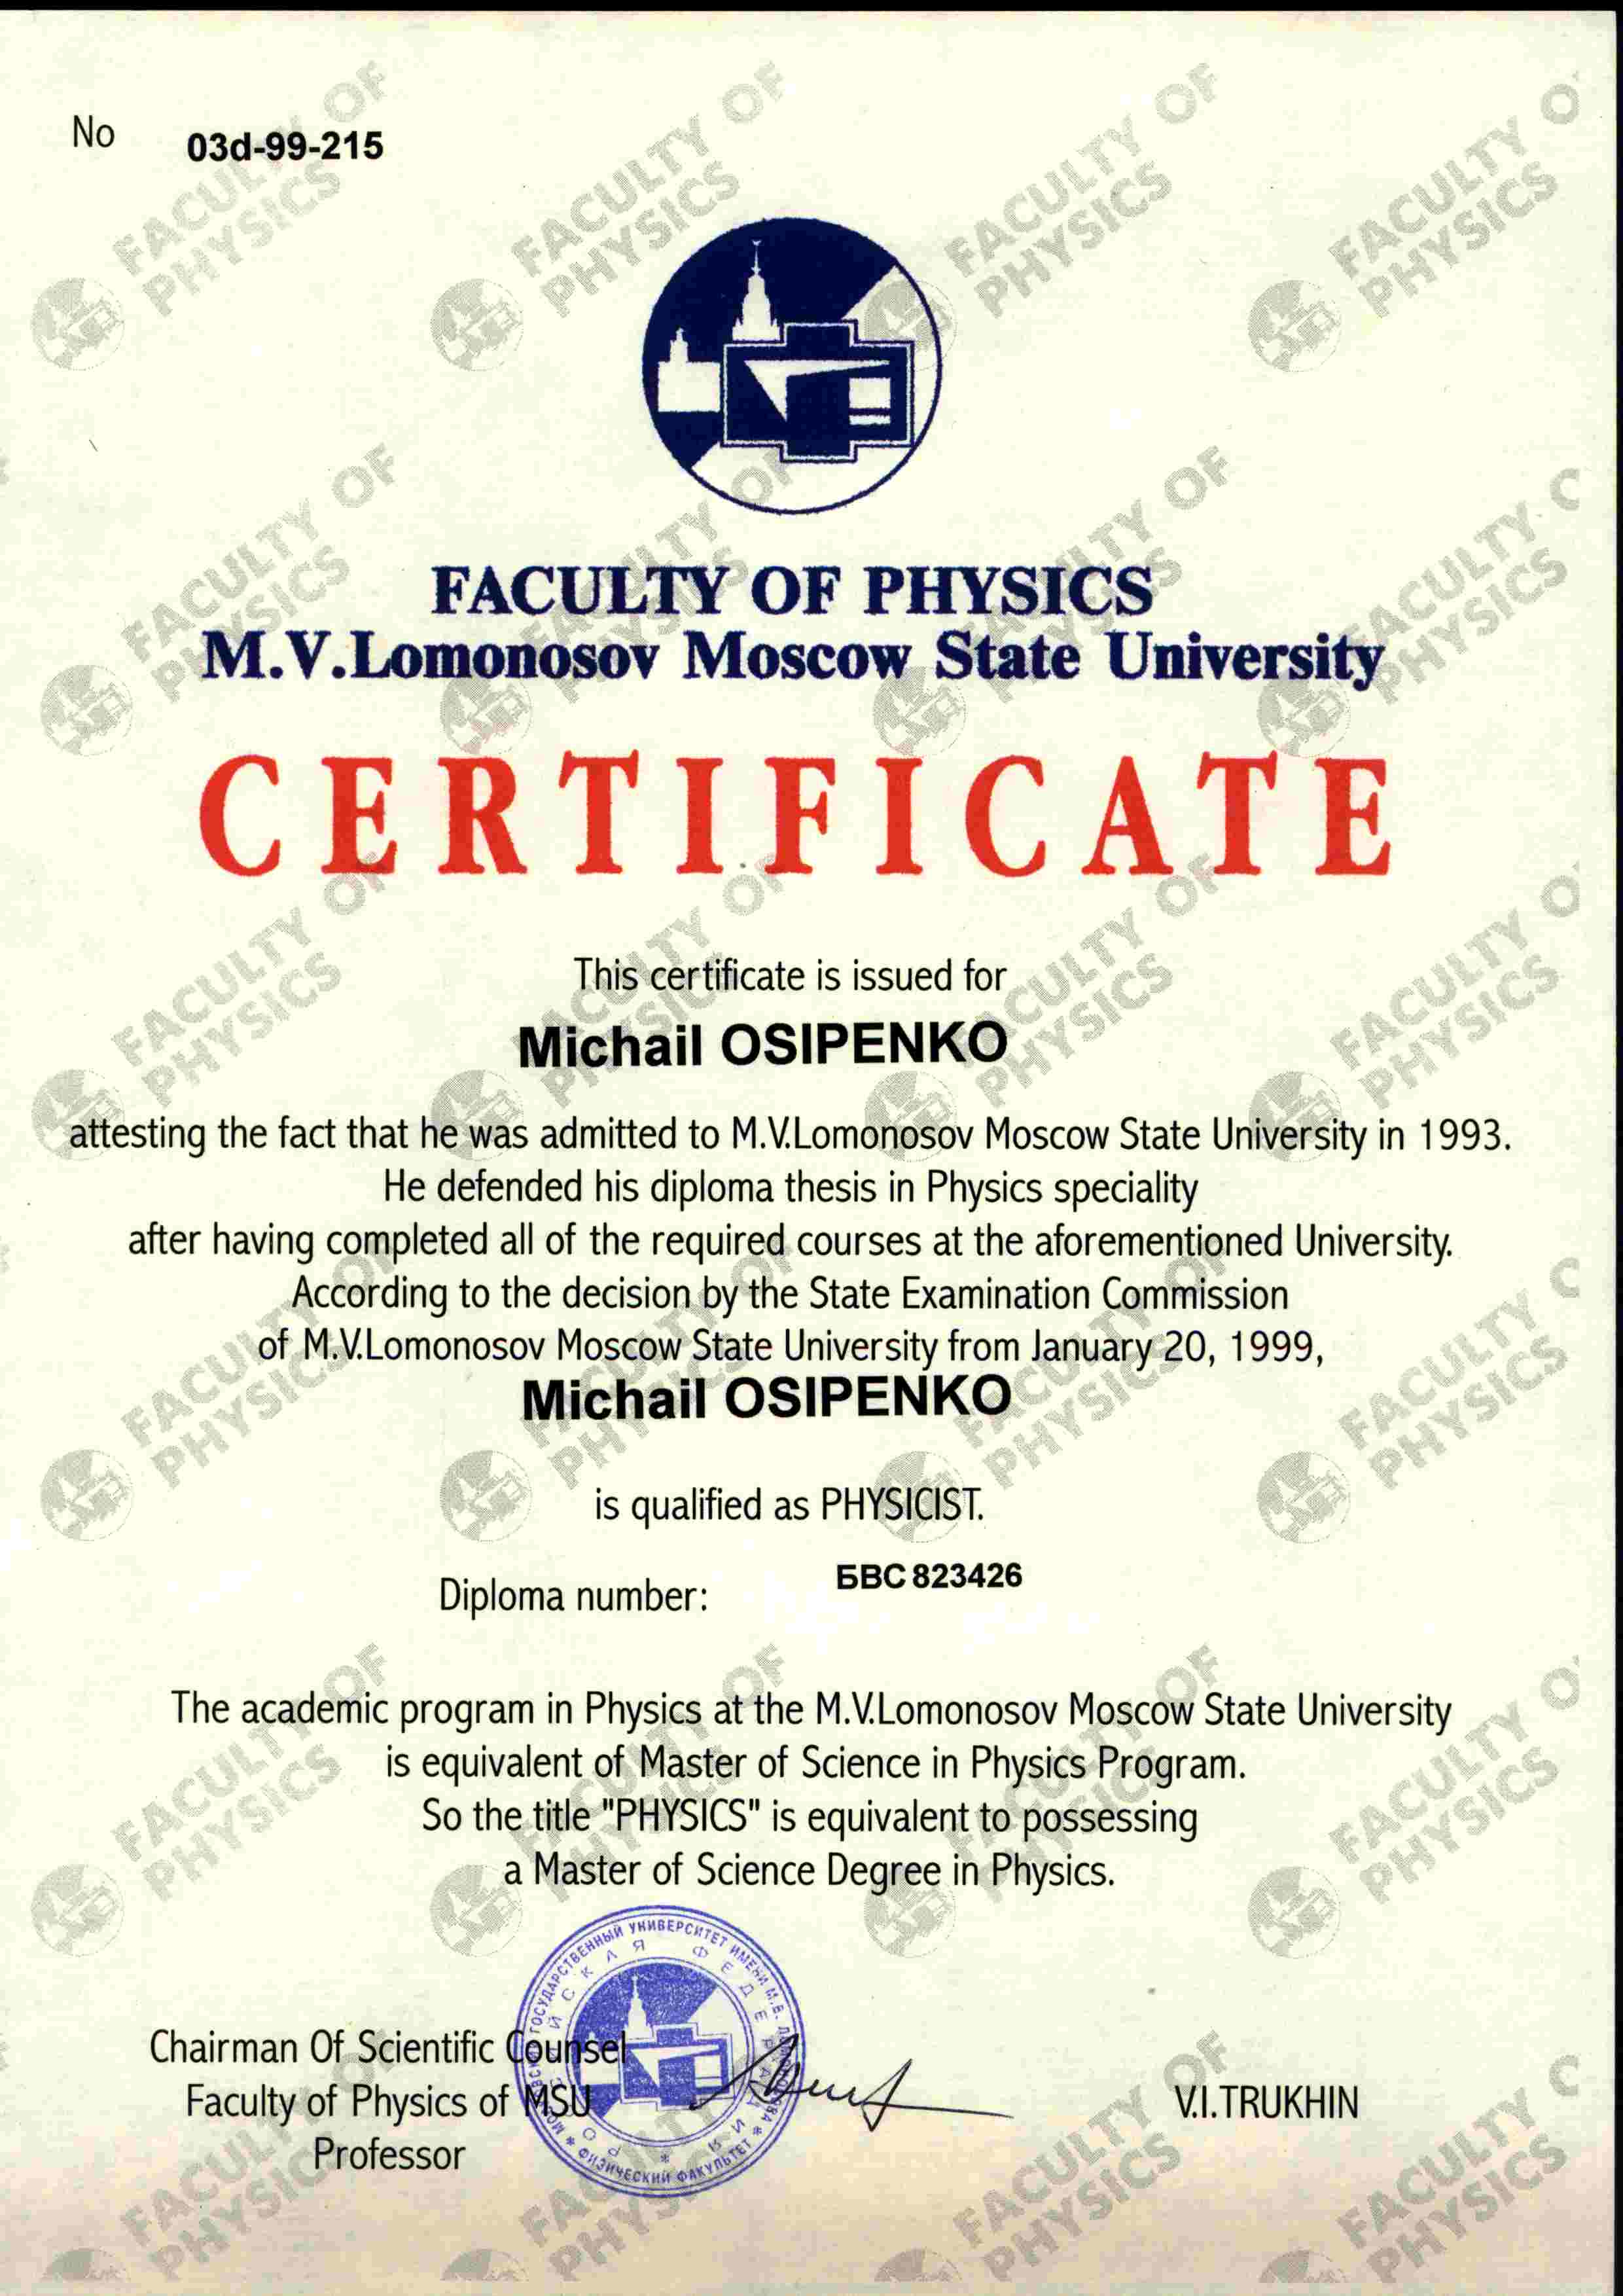 No 03d-99-215
FACULTY OF PHYSICS
M.V.Lomonosov Moscow State University
CERTIFICATE
This certificate is issued for
Michail OSIPENKO
attesting the fact that he was admitted to M.V.Lomonosov Moscow State University in 1993.
He defended his diploma thesis in Physics speciality
after having completed all of the required courses at the aforementioned University.
According to the decision by the State Examination Commission
of M.V.Lomonosov Moscow State University from January 20, 1999,
Michail OSIPENKO
is qualified as PHYSICIST.
Diploma number: БВС 823426
The academic program in Physics at the M.V.Lomonosov Moscow State University
is equivalent of Master of Science in Physics Program.
So the title "PHYSICS" is equivalent to possessing
a Master of Science Degree in Physics.
Chairman Of Scientific Counsel
Faculty of Physics of MSU
Professor
V.I.TRUKHIN
МОСКОВСКИЙ ГОСУДАРСТВЕННЫЙ УНИВЕРСИТЕТ ИМЕНИ М.В. ЛОМОНОСОВА * ФИЗИЧЕСКИЙ ФАКУЛЬТЕТ *
РОССИЙСКАЯ ФЕДЕРАЦИЯ *
FACULTY OF
PHYSICS